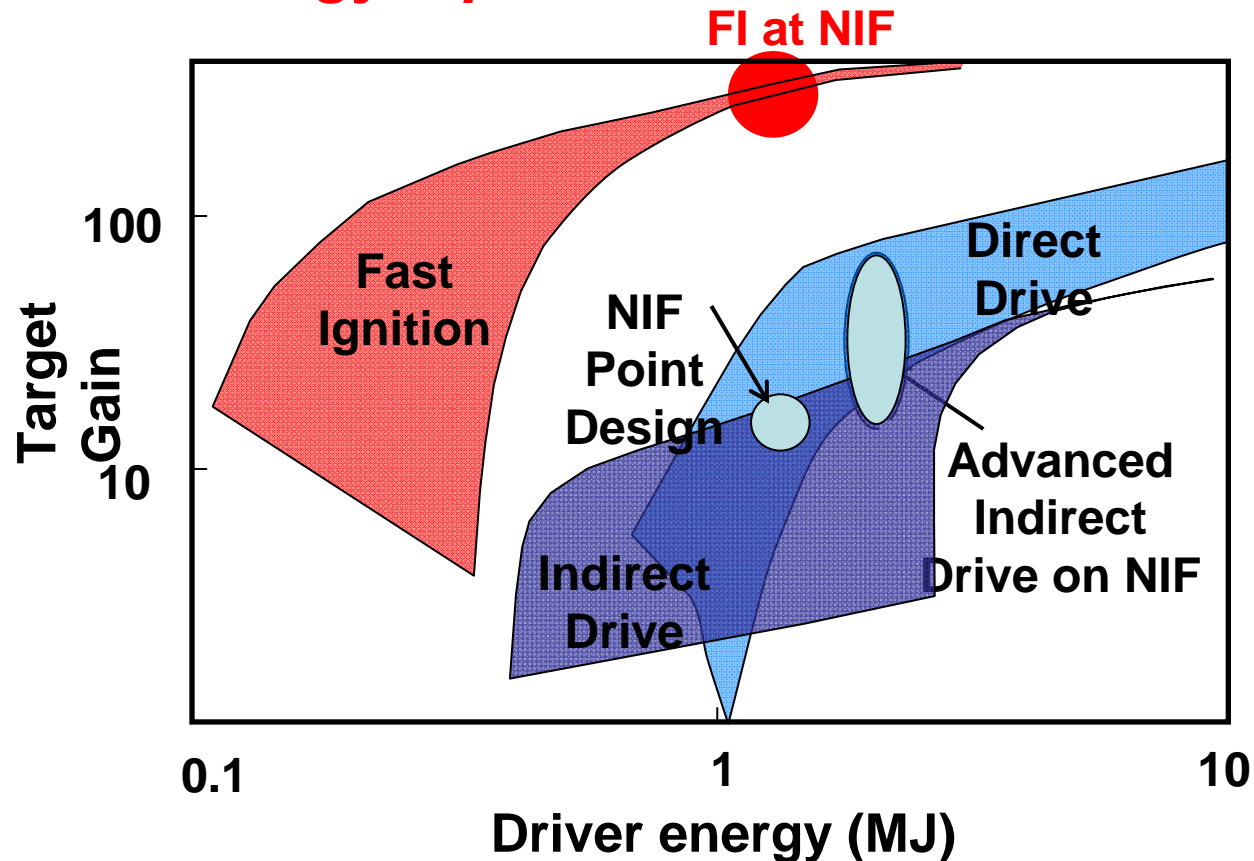 FI at NIF
100
10
Target
Gain
Fast
Ignition
NIF
Point
Design
Direct
Drive
Indirect
Drive
Advanced
Indirect
Drive on NIF
0.1
1
10
Driver energy (MJ)